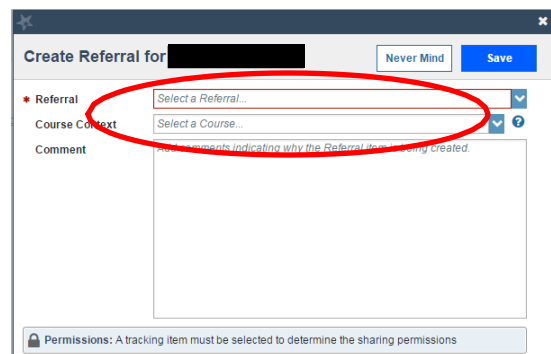 Create Referral for
Never Mind
Save
* Referral
Select a Referral...
Course Context
Select a Course...
Comment
Add comments indicating why the Referral item is being created.
Permissions: A tracking item must be selected to determine the sharing permissions